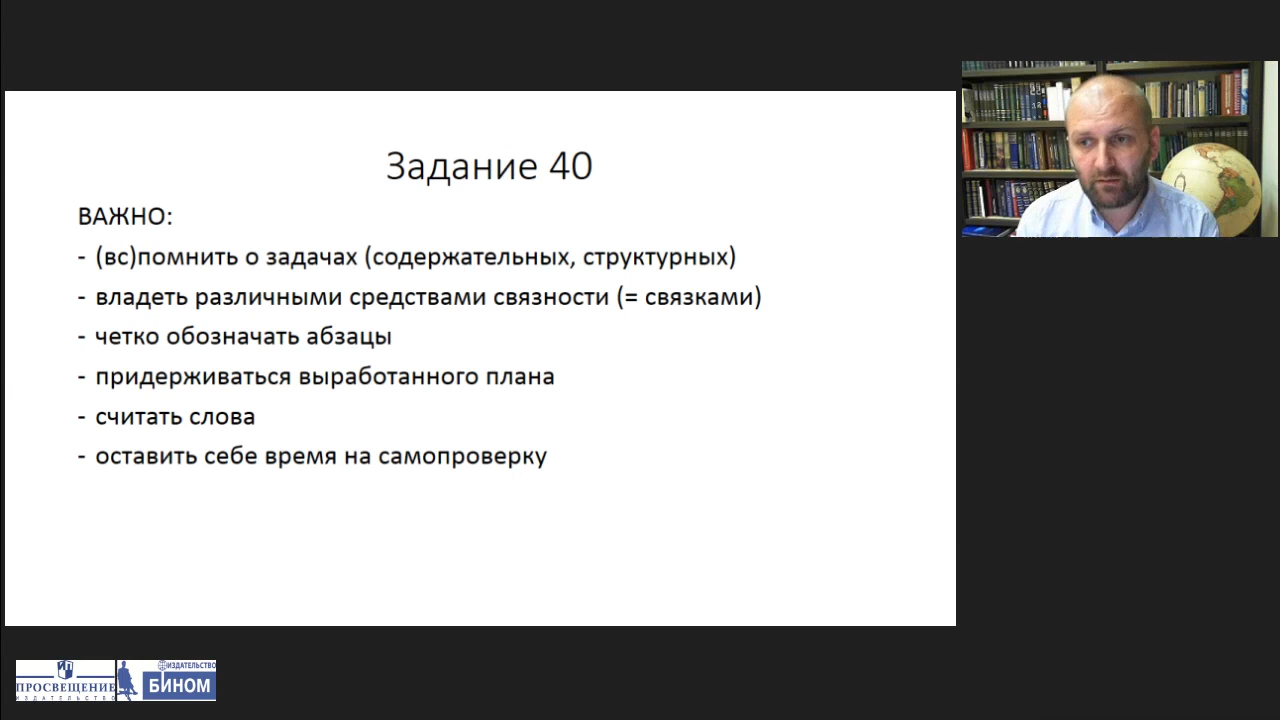 Задание 40
ВАЖНО:
- (вс)помнить о задачах (содержательных, структурных)
- владеть различными средствами связности (= связками)
- четко обозначать абзацы
- придерживаться выработанного плана
- считать слова
- оставить себе время на самопроверку
ПРОСВЕЩЕНИЕ
ИЗДАТЕЛЬСТВО
ИЗДАТЕЛЬСТВО
БИНОМ